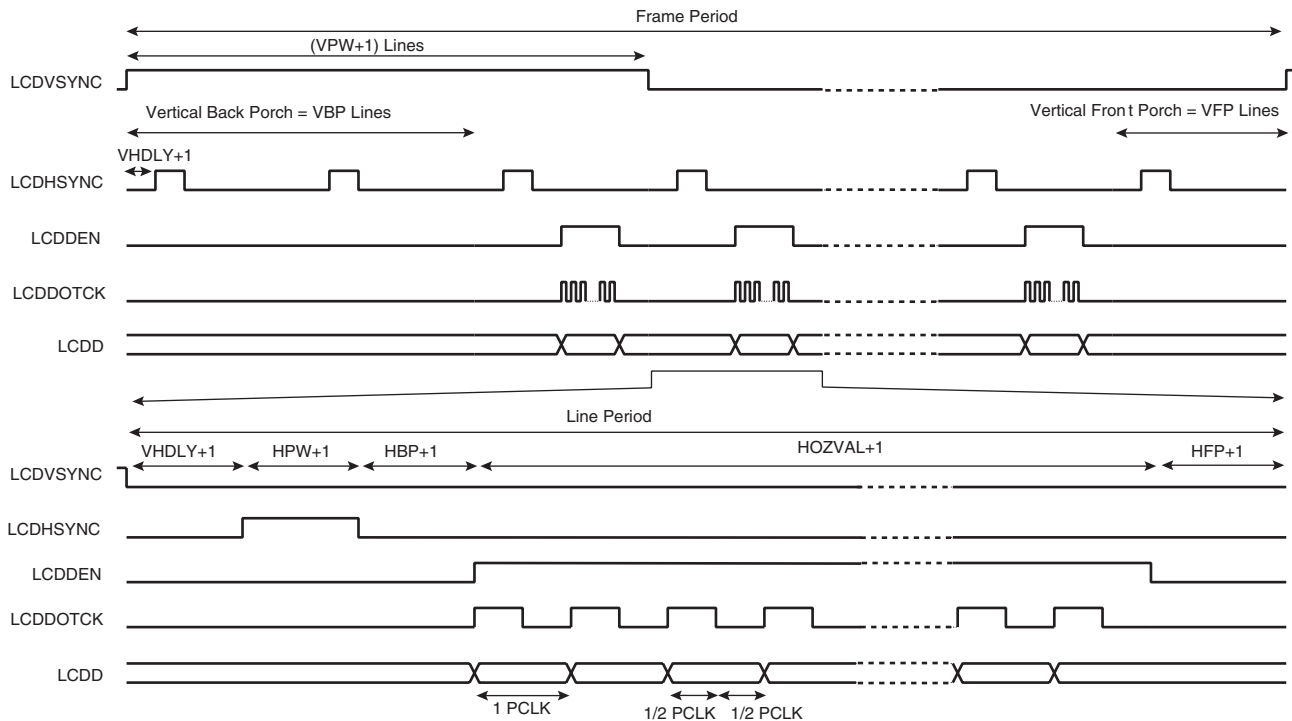 Frame Period
(VPW+1) Lines
LCDVSYNC
Vertical Back Porch = VBP Lines
Vertical Front Porch = VFP Lines
VHDLY+1
LCDHSYNC
LCDDEN
LCDDOTCK
LCDD
Line Period
VHDLY+1 HPW+1 HBP+1 HOZVAL+1 HFP+1
LCDVSYNC
LCDHSYNC
LCDDEN
LCDDOTCK
LCDD
1 PCLK 1/2 PCLK 1/2 PCLK